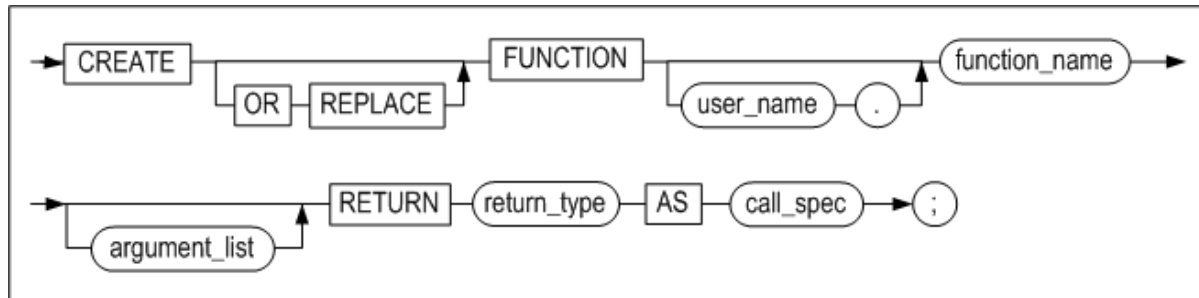 CREATE FUNCTION function_name
OR REPLACE user_name .
RETURN return_type AS call_spec ;
argument_list